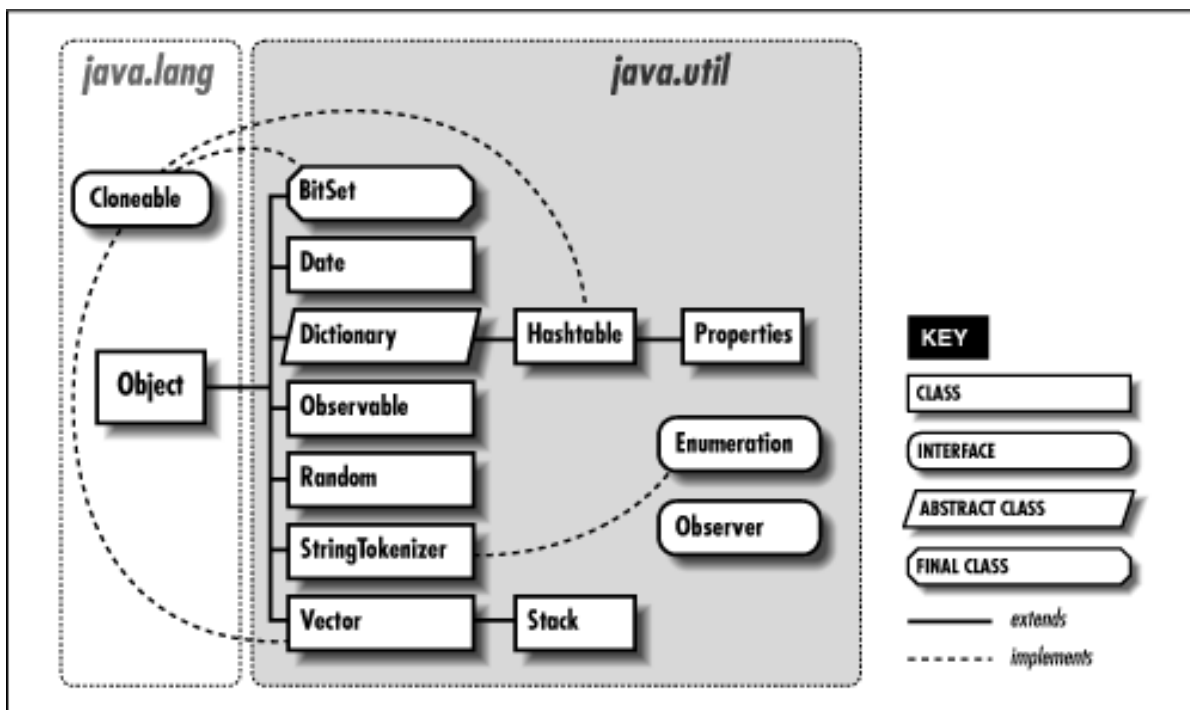 java.lang
java.util
Cloneable
BitSet
Date
Dictionary
Hashtable
Properties
Object
Observable
Random
StringTokenizer
Vector
Stack
Enumeration
Observer
KEY
CLASS
INTERFACE
ABSTRACT CLASS
FINAL CLASS
extends
implements